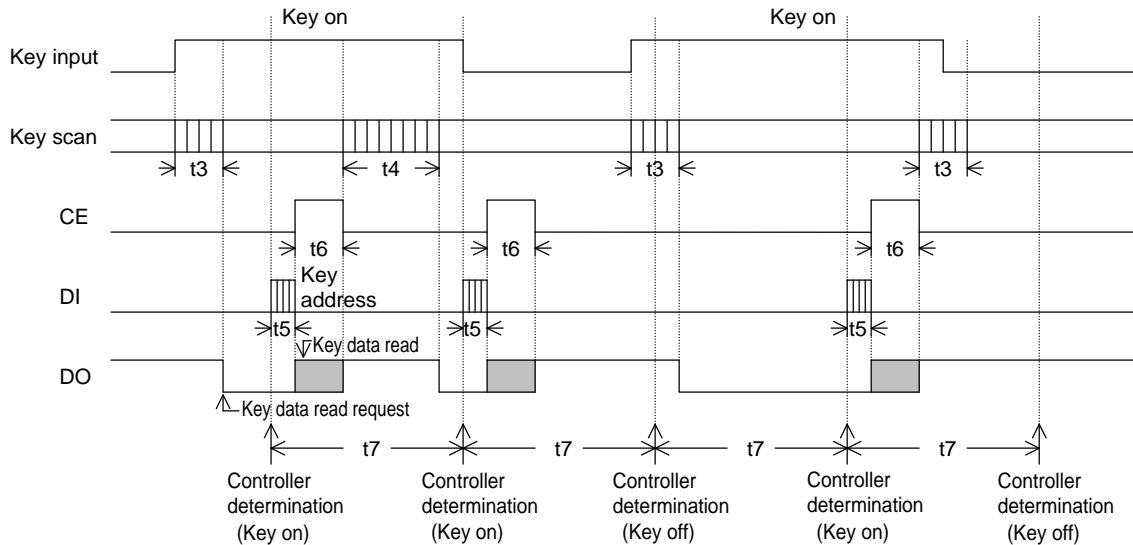 Key on Key on
Key input
Key scan
t3 t4 t3 t3
CE
t6 t6 t6
Key
address
DI
t5 t5 t5
Key data read
DO
Key data read request
t7 t7 t7 t7
Controller Controller Controller Controller Controller
determination determination determination determination determination
(Key on) (Key on) (Key off) (Key on) (Key off)